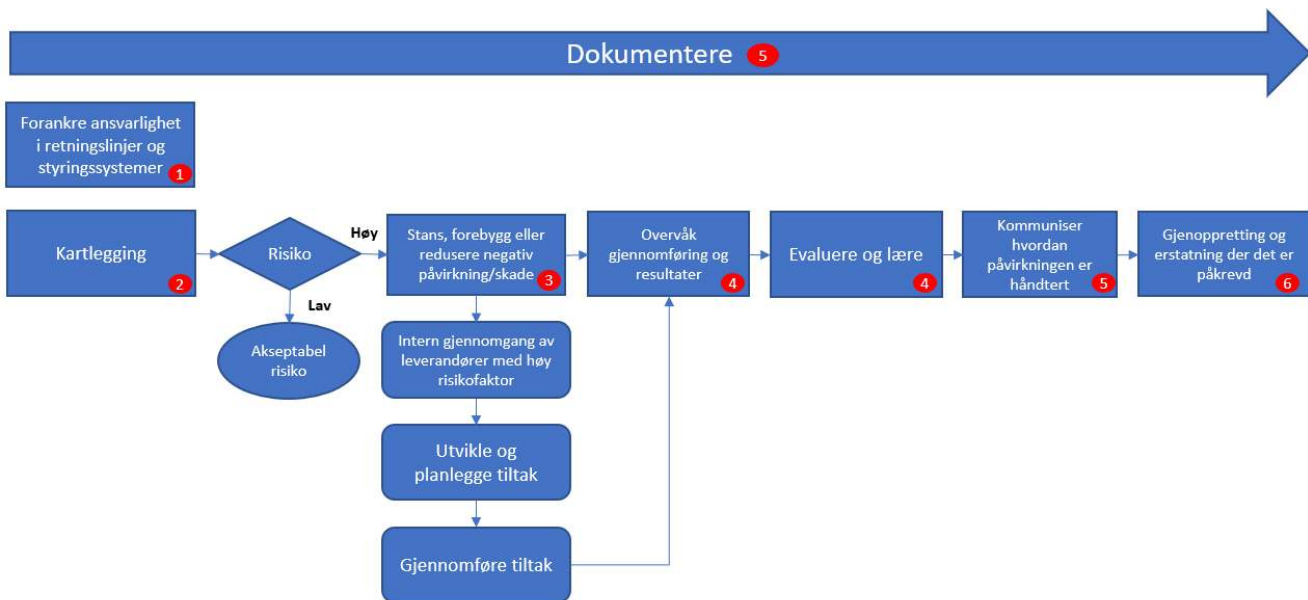 Dokumentere 5
Forankre ansvarlighet
i retningslinjer og
styringssystemer
1
Kartlegging
2
Risiko
Høy
Lav
Akseptabel
risiko
Stans, forebygg eller
redusere negativ
påvirkning/skade
3
Intern gjennomgang av
leverandører med høy
risikofaktor
Utvikle og
planlegge tiltak
Gjennomføre tiltak
Overvåk
gjennomføring og
resultater
4
Evaluere og lære
4
Kommuniser
hvordan
påvirkningen er
håndtert
5
Gjenoppretting og
erstatning der det er
påkrevd
6